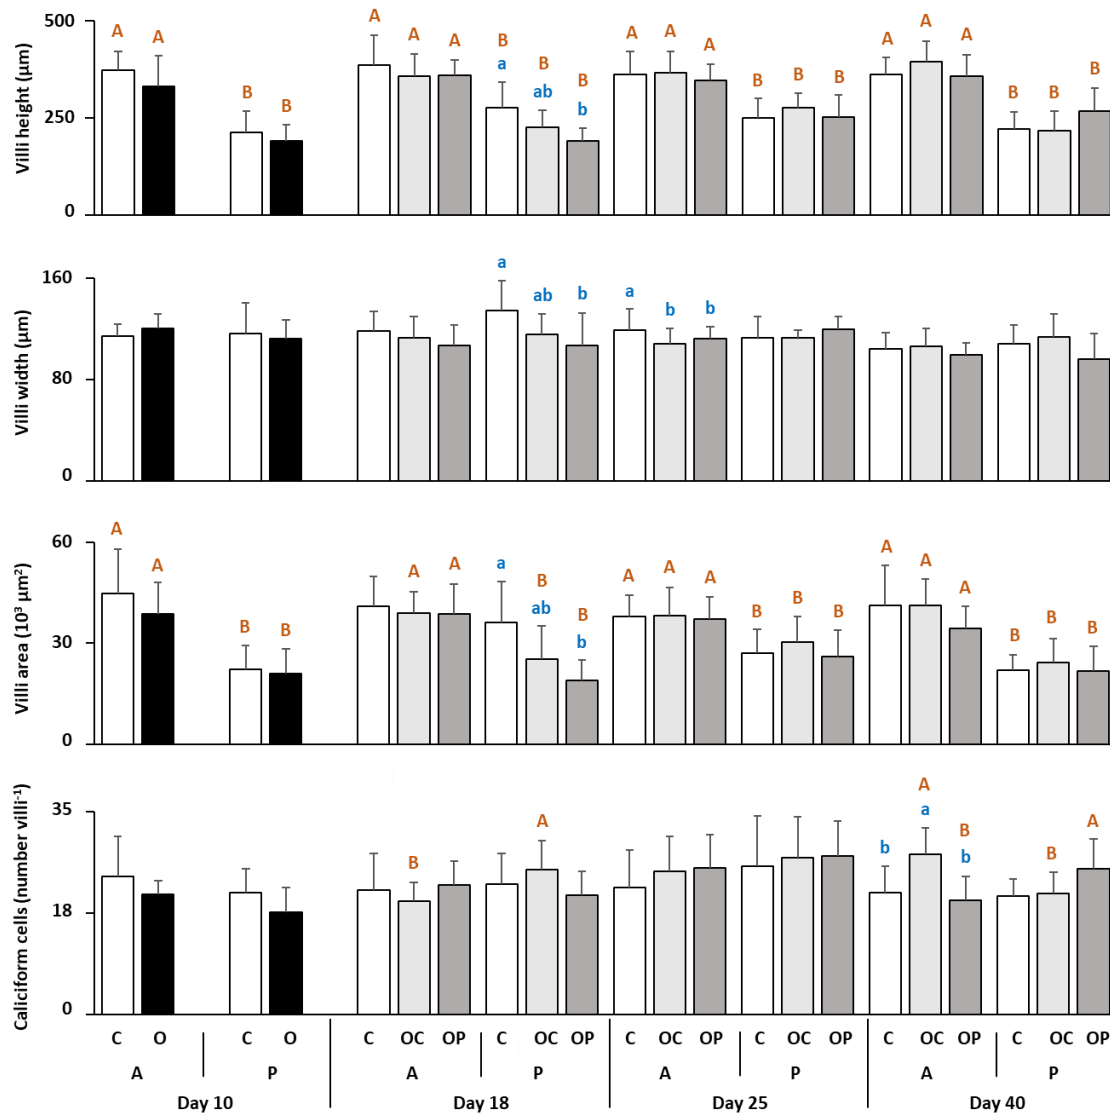 Villi height (µm)
500
250
0
A A B B A A A B B B A A A B B B A A A B B B
a ab b
Villi width (µm)
160
80
0
a ab b a b b
Villi area (10³ µm²)
60
30
0
A A B B A A B B A A A B B B A A A B B B
a ab b
Caliciform cells (number villi⁻¹)
35
18
0
B A A B B A
b a b
C O C O C OC OP C OC OP C OC OP C OC OP C OC OP C OC OP
A P A P A P A P
Day 10 Day 18 Day 25 Day 40